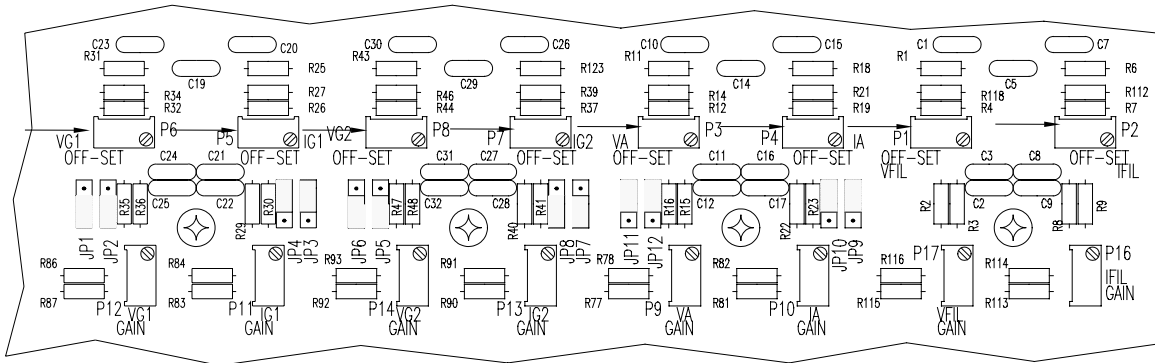 C23 C20 C30 C26 C10 C15 C1 C7
R31 C19 R25 R43 C29 R123 R11 C14 R18 R1 C5 R6
R34 R27 R46 R39 R14 R21 R118 R112
R32 R26 R44 R37 R12 R19 R4 R7
VG1 P6 P5 IG1 VG2 P8 P7 IG2 VA P3 P4 IA P1 P2
OFF-SET OFF-SET OFF-SET OFF-SET OFF-SET OFF-SET OFF-SET OFF-SET
VFIL IFIL
C24 C21 C31 C27 C11 C16 C3 C8
C25 C22 C32 C28 C12 C17 C2 C9
R35 R36 R29 R30 R47 R48 R40 R41 R16 R15 R22 R23 R2 R3 R8 R9
JP1 JP2 JP4 JP3 JP6 JP5 JP8 JP7 JP11 JP12 JP10 JP9
R86 R84 R93 R91 R78 R82 R116 P17 R114 P16
R87 P12 R83 P11 R92 P14 R90 P13 R77 P9 R81 P10 R115 R113
VG1 IG1 VG2 IG2 VA IA VFIL IFIL
GAIN GAIN GAIN GAIN GAIN GAIN GAIN GAIN